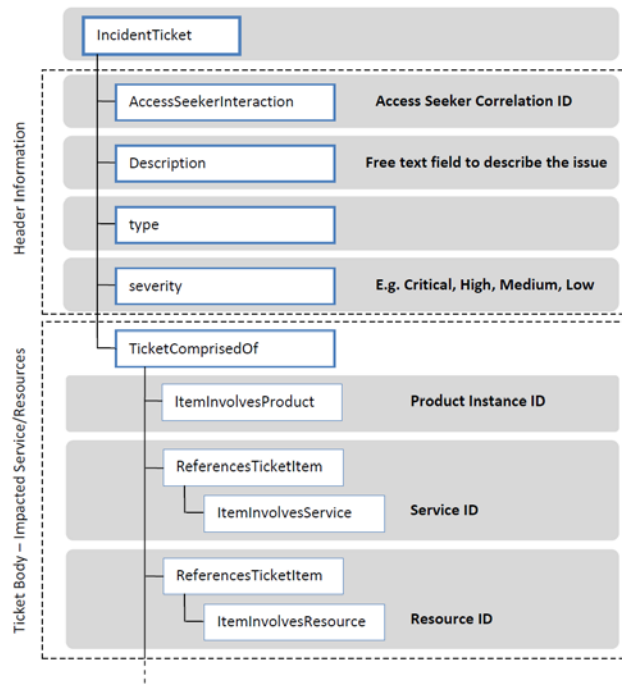 IncidentTicket
Header Information
AccessSeekerInteraction
Access Seeker Correlation ID
Description
Free text field to describe the issue
type
severity
E.g. Critical, High, Medium, Low
Ticket Body – Impacted Service/Resources
TicketComprisedOf
ItemInvolvesProduct
Product Instance ID
ReferencesTicketItem
ItemInvolvesService
Service ID
ReferencesTicketItem
ItemInvolvesResource
Resource ID